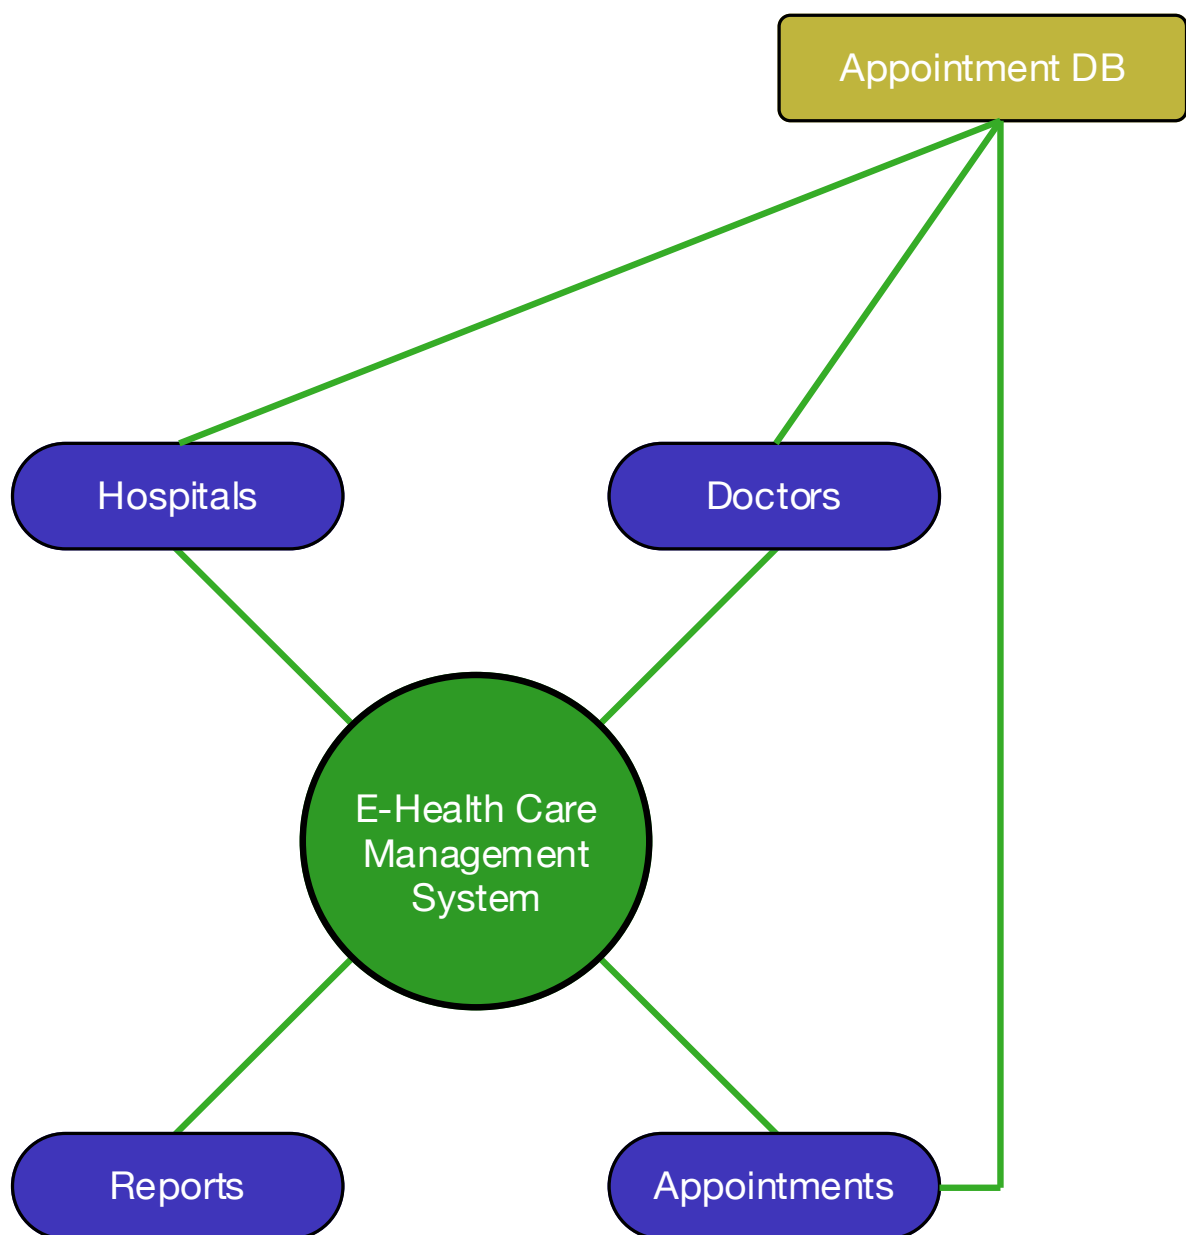 Appointment DB
Hospitals
Doctors
E-Health Care
Management
System
Reports
Appointments